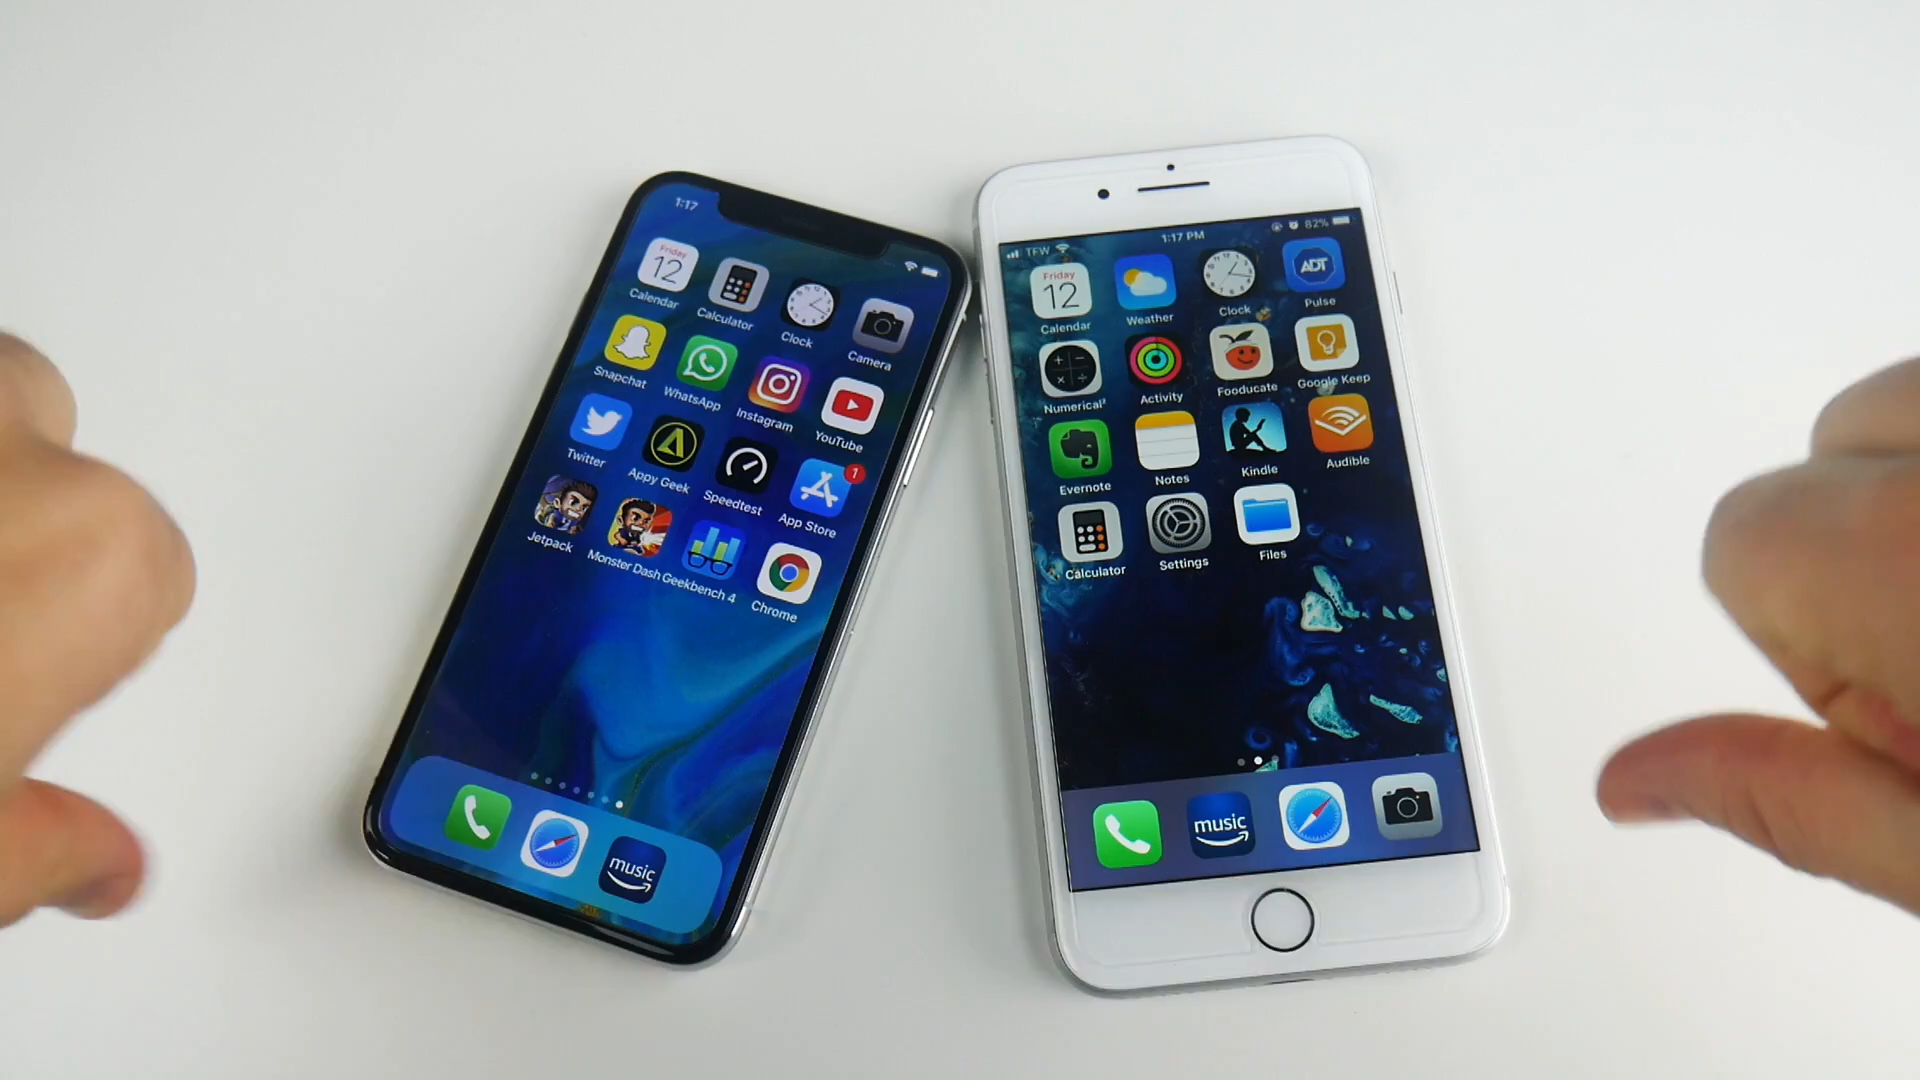 1:17
Friday
12
Calendar
Calculator
Clock
Camera
Snapchat
WhatsApp
Instagram
YouTube
Twitter
Appy Geek
Speedtest
1
App Store
Jetpack
Monster Dash
Geekbench 4
Chrome
music
TFW
1:17 PM
82%
Friday
12
Calendar
Weather
Clock
ADT
Pulse
Numerical²
Activity
Fooducate
Google Keep
Evernote
Notes
Kindle
Audible
Calculator
Settings
Files
music